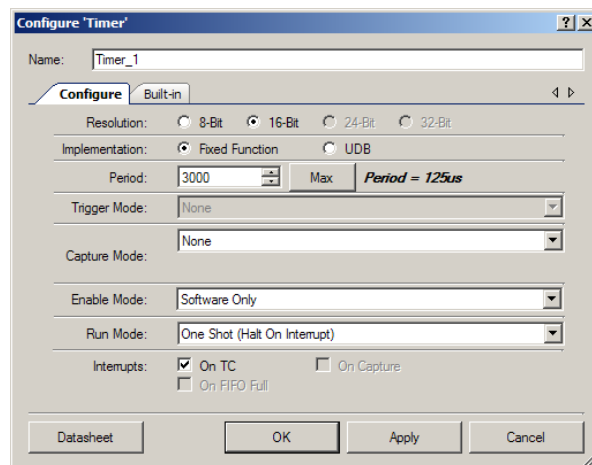 Configure 'Timer'
Name: Timer_1
Configure Built-in
Resolution: 8-Bit 16-Bit 24-Bit 32-Bit
Implementation: Fixed Function UDB
Period: 3000 Max Period = 125us
Trigger Mode: None
Capture Mode: None
Enable Mode: Software Only
Run Mode: One Shot (Halt On Interrupt)
Interrupts: On TC On Capture
On FIFO Full
Datasheet OK Apply Cancel